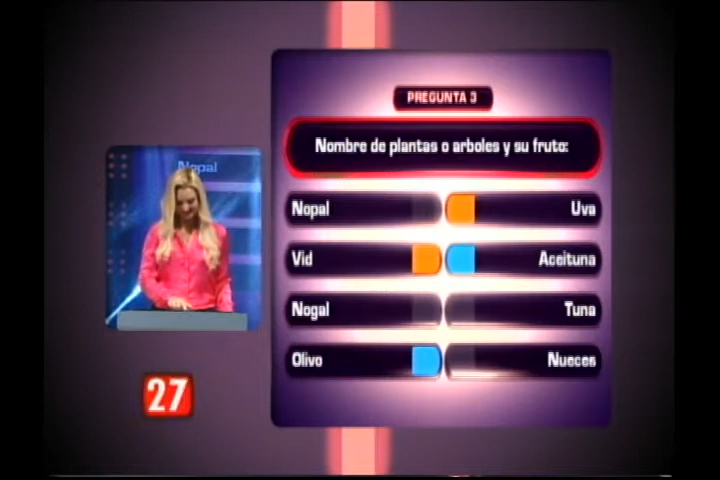 PREGUNTA 3
Nombre de plantas o arboles y su fruto:
Nopal
Nopal Uva
Vid Aceituna
Nogal Tuna
Olivo Nueces
27